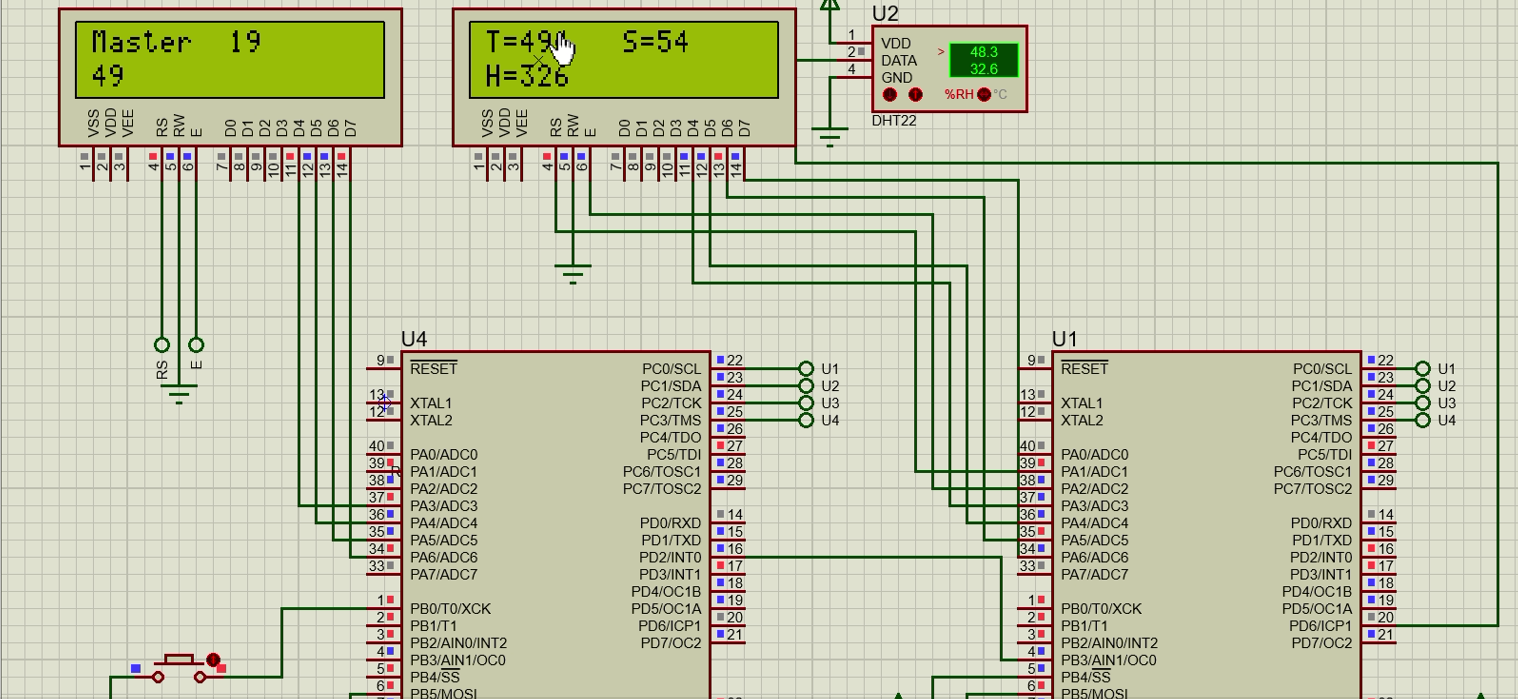 Master 19
49
VSS VDD VEE RS RW E D0 D1 D2 D3 D4 D5 D6 D7
1 2 3 4 5 6 7 8 9 10 11 12 13 14
S=54
H=326
VSS VDD VEE RS RW E D0 D1 D2 D3 D4 D5 D6 D7
1 2 3 4 5 6 7 8 9 10 11 12 13 14
U2
1 VDD
2 DATA
4 GND
> 48.3
32.6
%RH °C
DHT22
RS E
U4
9 RESET
13 XTAL1
12 XTAL2
40 PA0/ADC0
39 PA1/ADC1
38 PA2/ADC2
37 PA3/ADC3
36 PA4/ADC4
35 PA5/ADC5
34 PA6/ADC6
33 PA7/ADC7
1 PB0/T0/XCK
2 PB1/T1
3 PB2/AIN0/INT2
4 PB3/AIN1/OC0
5 PB4/SS
6 PB5/MOSI
PC0/SCL 22 U1
PC1/SDA 23 U2
PC2/TCK 24 U3
PC3/TMS 25 U4
PC4/TDO 26
PC5/TDI 27
PC6/TOSC1 28
PC7/TOSC2 29
PD0/RXD 14
PD1/TXD 15
PD2/INT0 16
PD3/INT1 17
PD4/OC1B 18
PD5/OC1A 19
PD6/ICP1 20
PD7/OC2 21
U1
9 RESET
13 XTAL1
12 XTAL2
40 PA0/ADC0
39 PA1/ADC1
38 PA2/ADC2
37 PA3/ADC3
36 PA4/ADC4
35 PA5/ADC5
34 PA6/ADC6
33 PA7/ADC7
1 PB0/T0/XCK
2 PB1/T1
3 PB2/AIN0/INT2
4 PB3/AIN1/OC0
5 PB4/SS
6 PB5/MOSI
PC0/SCL 22 U1
PC1/SDA 23 U2
PC2/TCK 24 U3
PC3/TMS 25 U4
PC4/TDO 26
PC5/TDI 27
PC6/TOSC1 28
PC7/TOSC2 29
PD0/RXD 14
PD1/TXD 15
PD2/INT0 16
PD3/INT1 17
PD4/OC1B 18
PD5/OC1A 19
PD6/ICP1 20
PD7/OC2 21